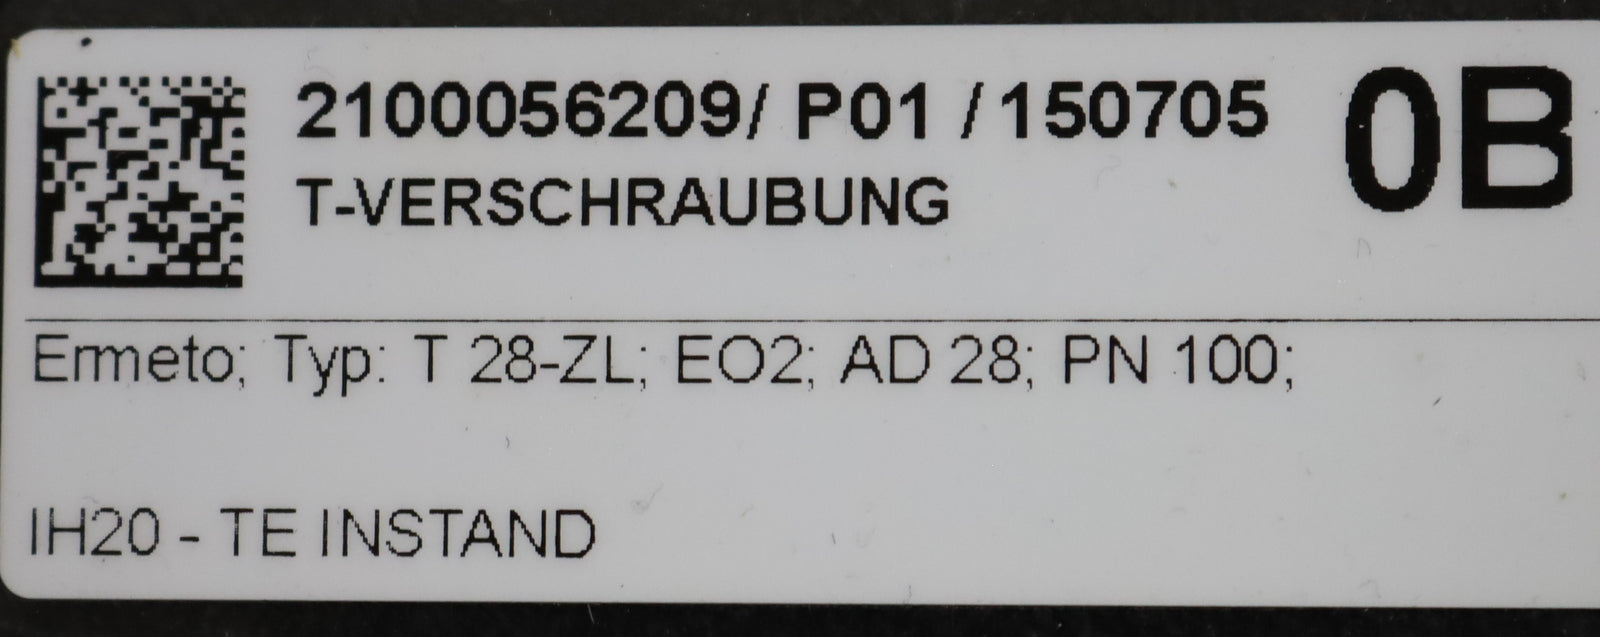 2100056209/ P01 / 150705
0B
T-VERSCHRAUBUNG
Ermeto; Typ: T 28-ZL; EO2; AD 28; PN 100;
IH20 - TE INSTAND